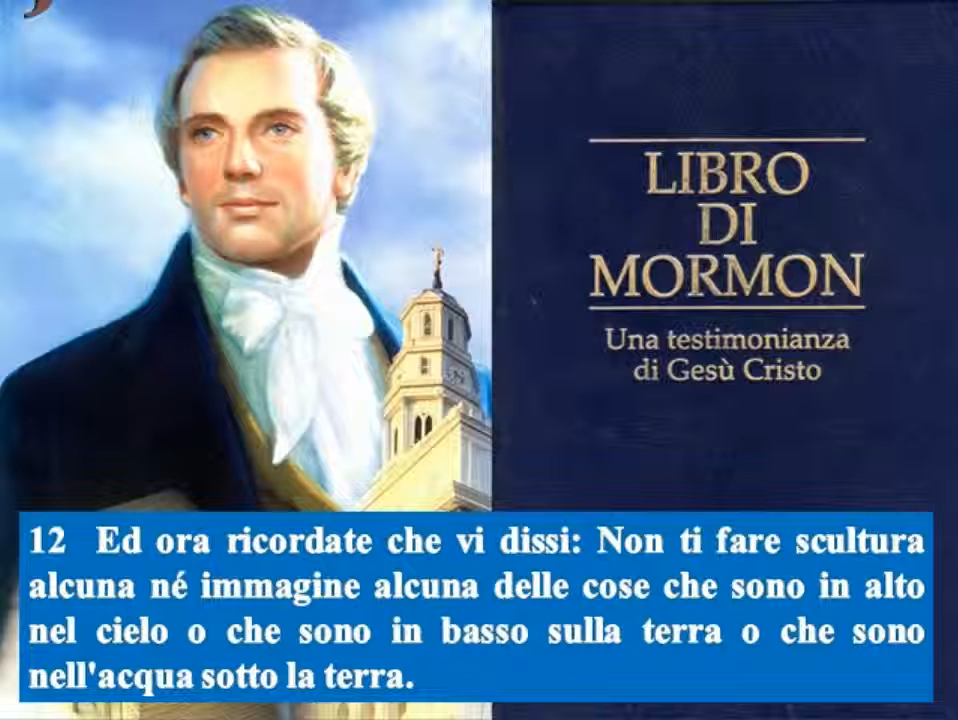 LIBRO
DI
MORMON
Una testimonianza
di Gesù Cristo
12 Ed ora ricordate che vi dissi: Non ti fare scultura
alcuna né immagine alcuna delle cose che sono in alto
nel cielo o che sono in basso sulla terra o che sono
nell'acqua sotto la terra.